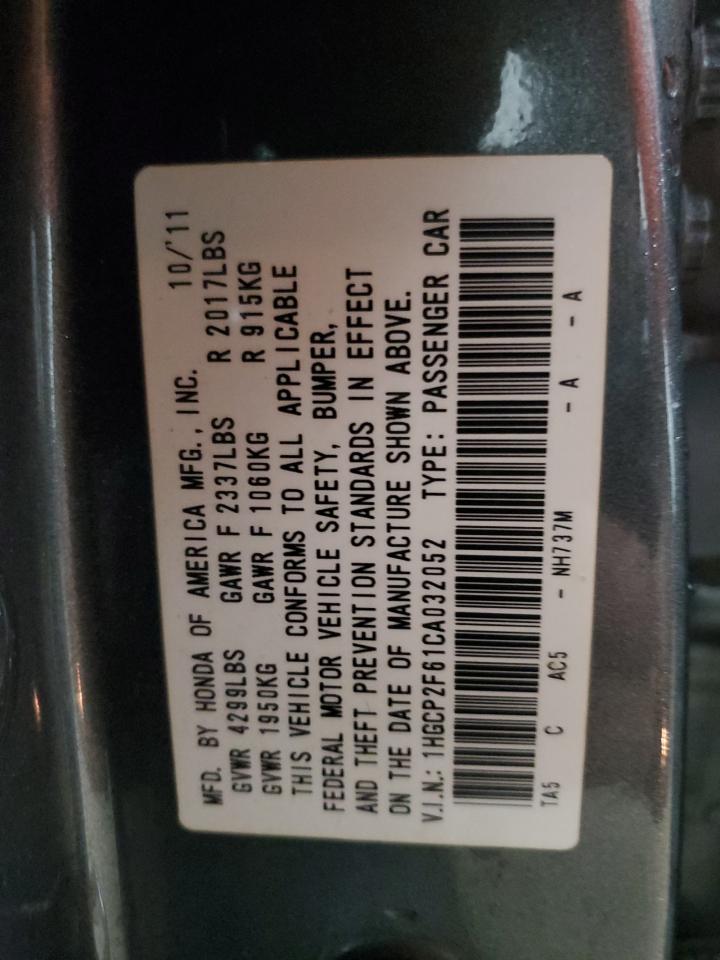 MFD. BY HONDA OF AMERICA MFG., INC. 10/'11
GVWR 4299LBS GAWR F 2337LBS R 2017LBS
GVWR 1950KG GAWR F 1060KG R 915KG
THIS VEHICLE CONFORMS TO ALL APPLICABLE
FEDERAL MOTOR VEHICLE SAFETY, BUMPER,
AND THEFT PREVENTION STANDARDS IN EFFECT
ON THE DATE OF MANUFACTURE SHOWN ABOVE.
V.I.N.: 1HGCP2F61CA032052 TYPE: PASSENGER CAR
TA5 C AC5 - NH737M - A - A